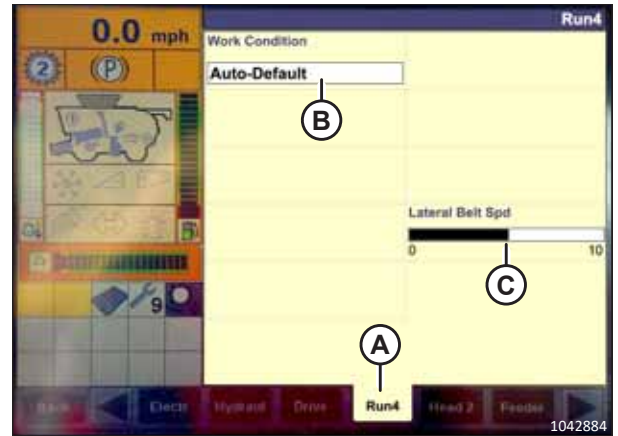 Run4
0.0 mph
Work Condition
2
(P)
Auto-Default
B
Lateral Belt Spd
0 10
C
9
A
Back Electr Hydraul Drive Run4 Head 2 Feeder
1042884